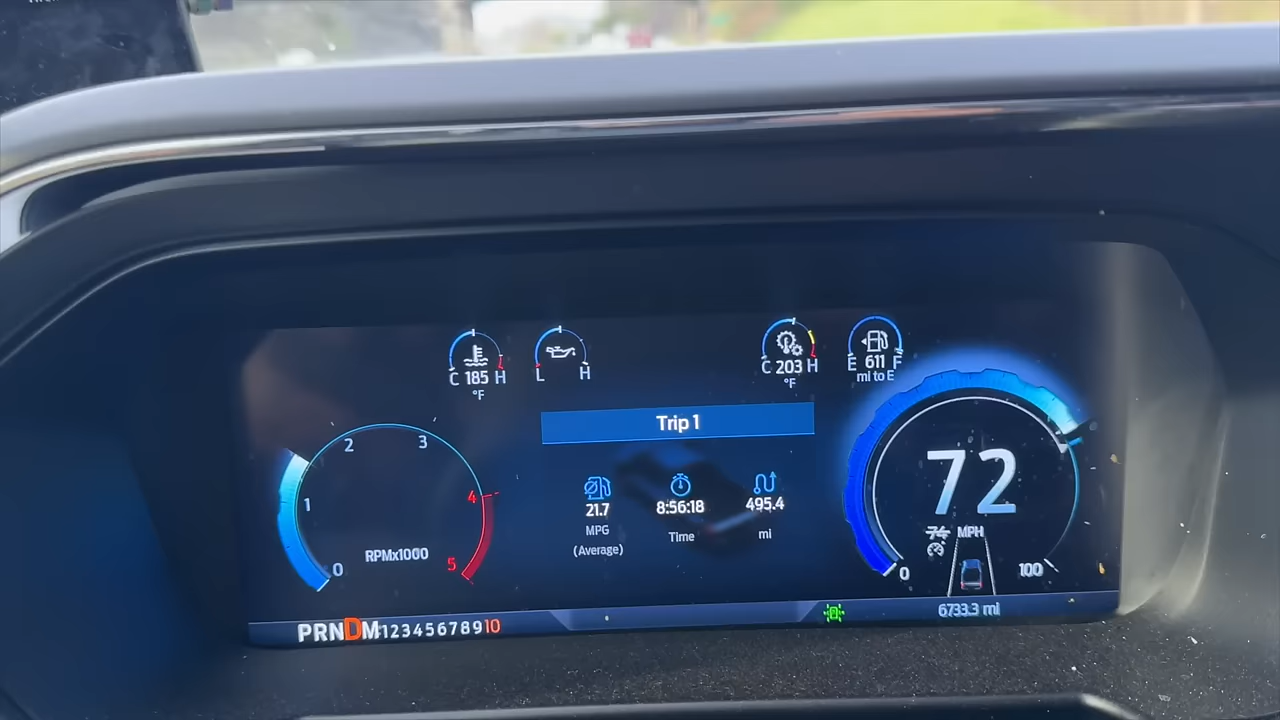 C 185 H
°F
L H
C 203 H
°F
E 611 F
mi to E
Trip 1
21.7
MPG
(Average)
8:56:18
Time
495.4
mi
0
1
2
3
4
5
RPMx1000
72
74 MPH
0
100
PRNDM12345678910
6733.3 mi